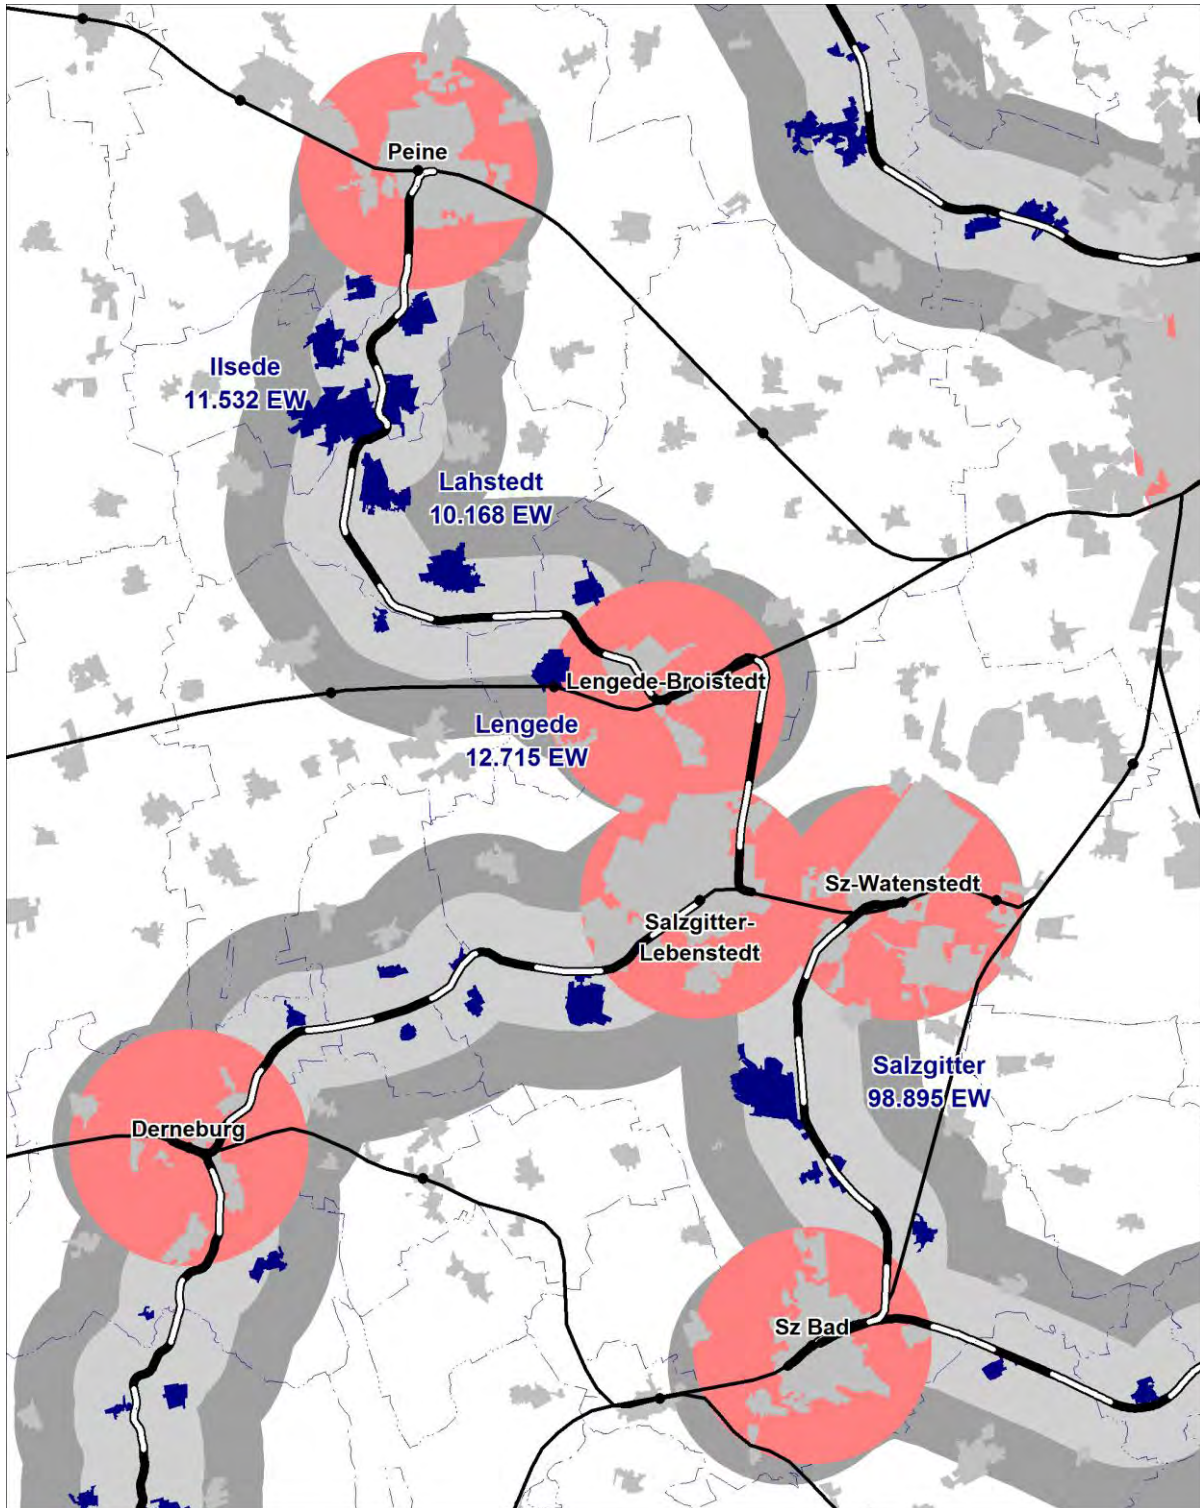 Peine
Ilsede
11.532 EW
Lahstedt
10.168 EW
Lengede-Broistedt
Lengede
12.715 EW
Sz-Watenstedt
Salzgitter-
Lebenstedt
Salzgitter
98.895 EW
Derneburg
Sz Bad